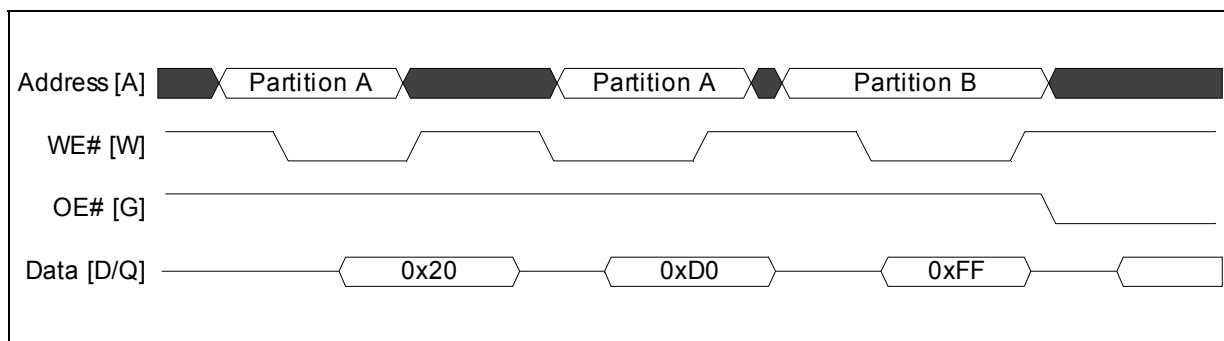 Address [A] Partition A Partition A Partition B
WE# [W]
OE# [G]
Data [D/Q] 0x20 0xD0 0xFF